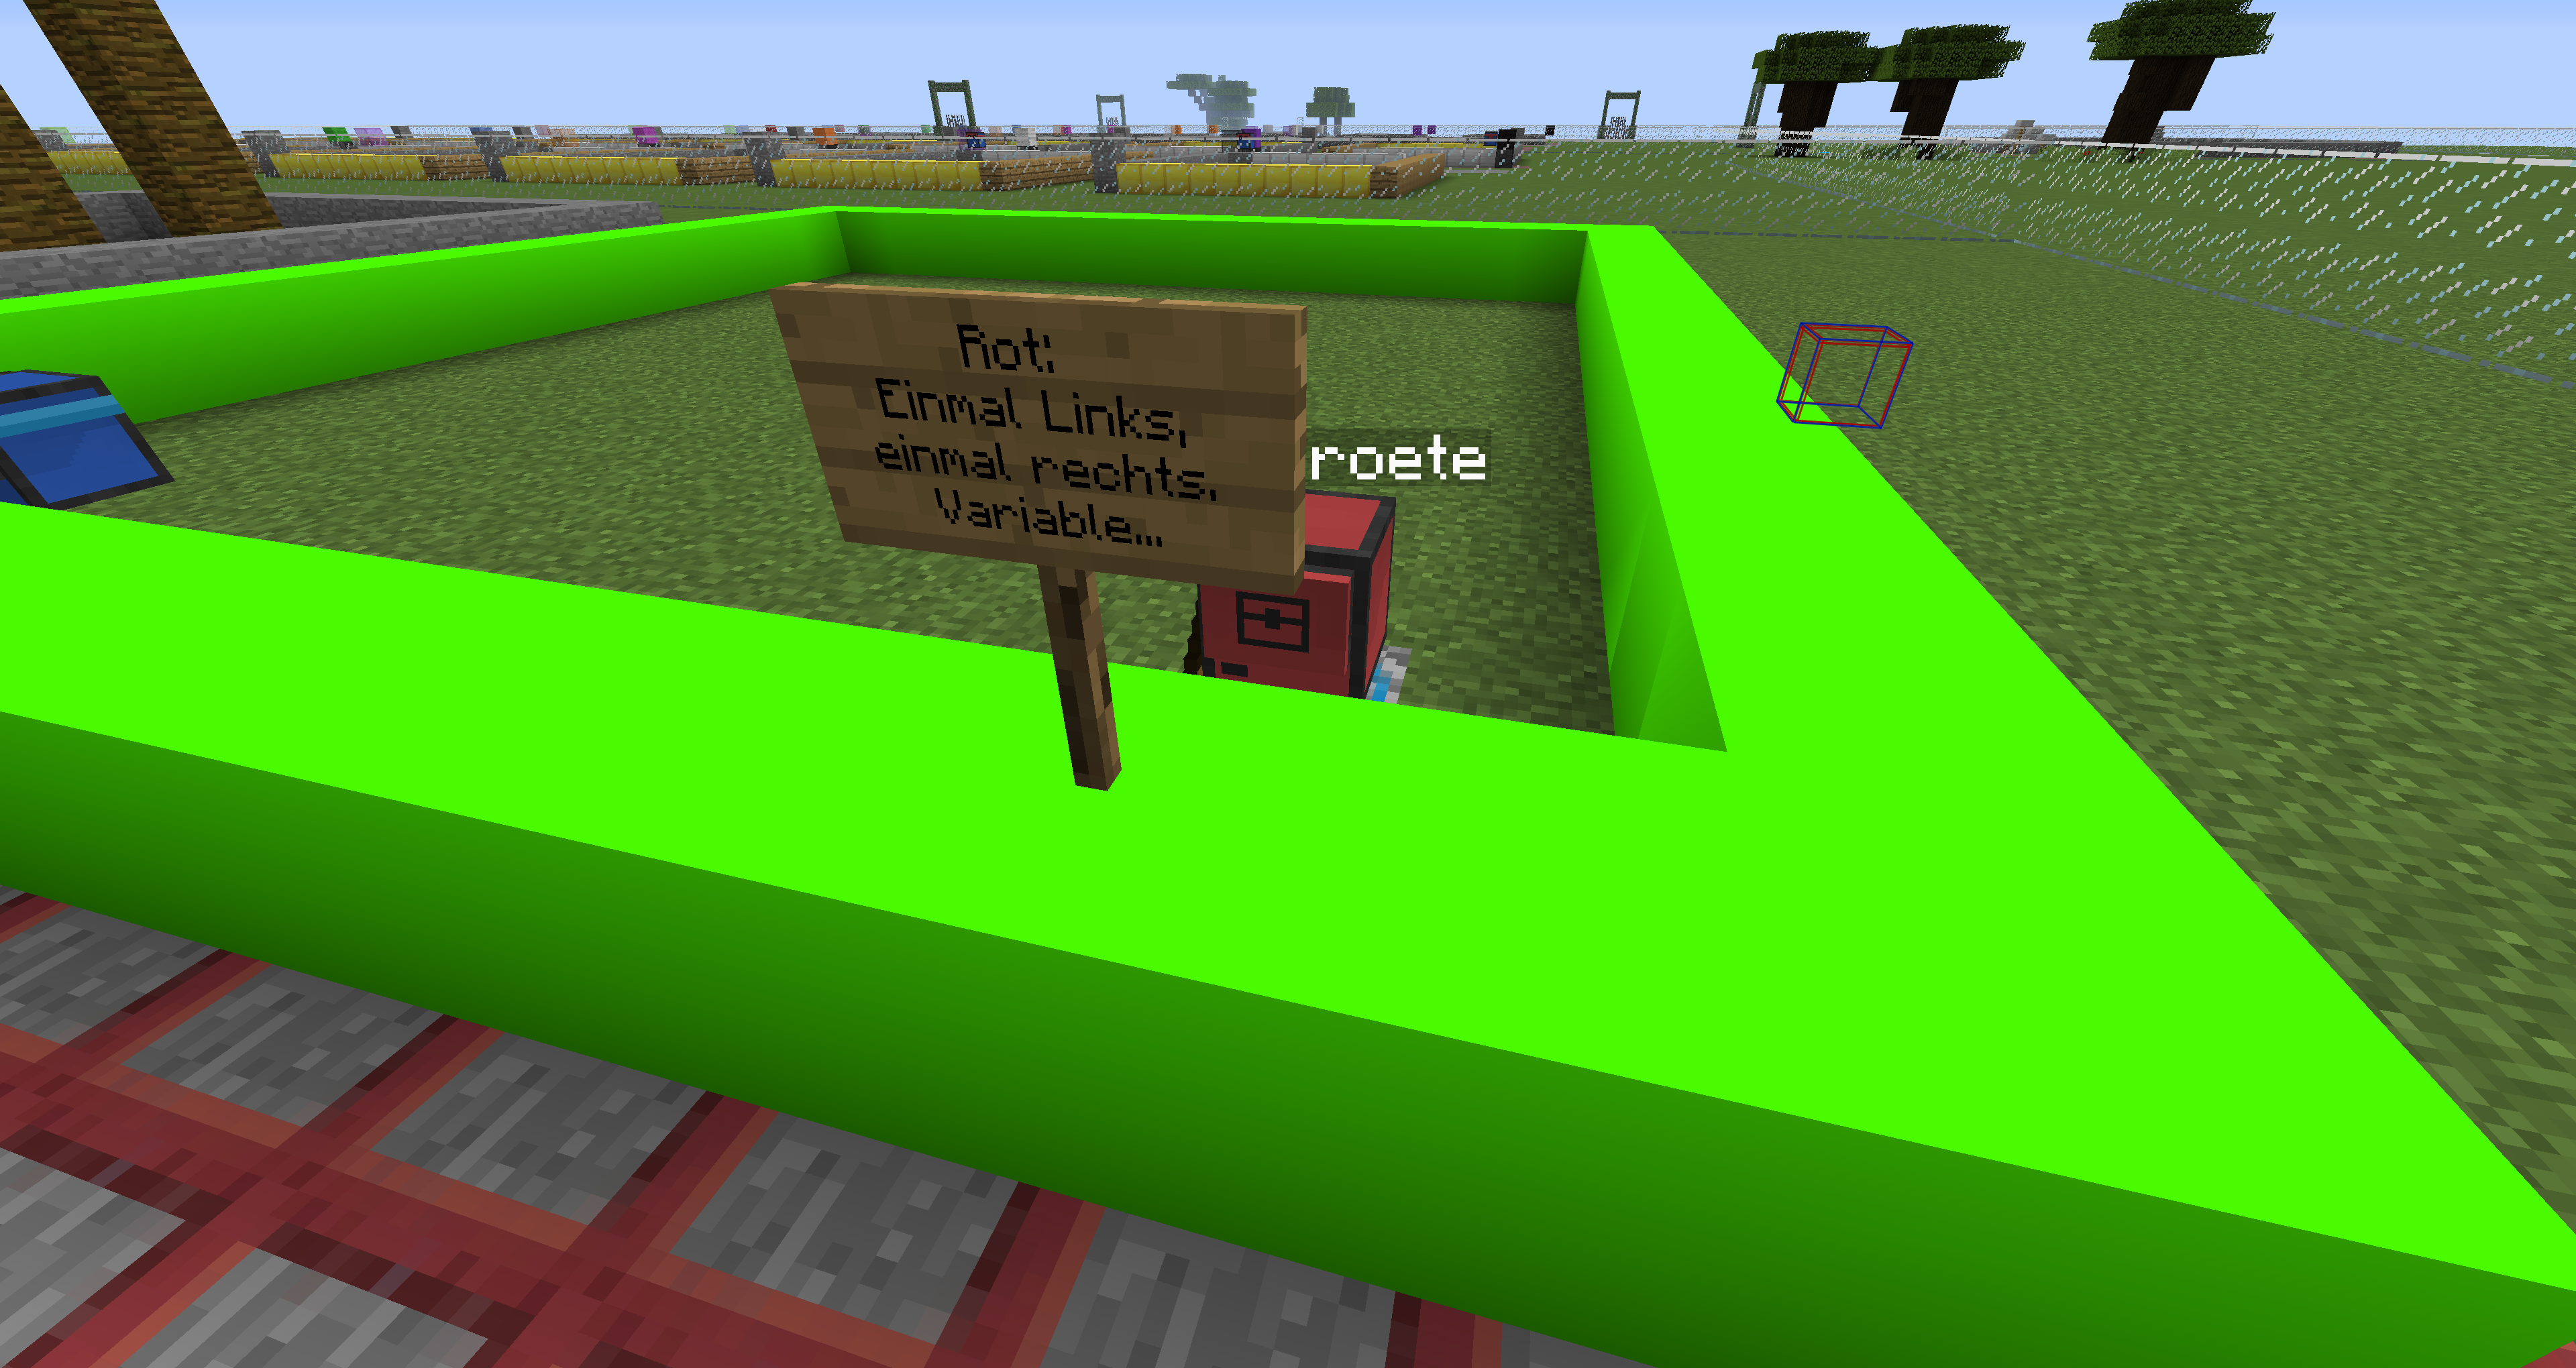 Rot:
Einmal Links,
einmal rechts,
Variable...
roete